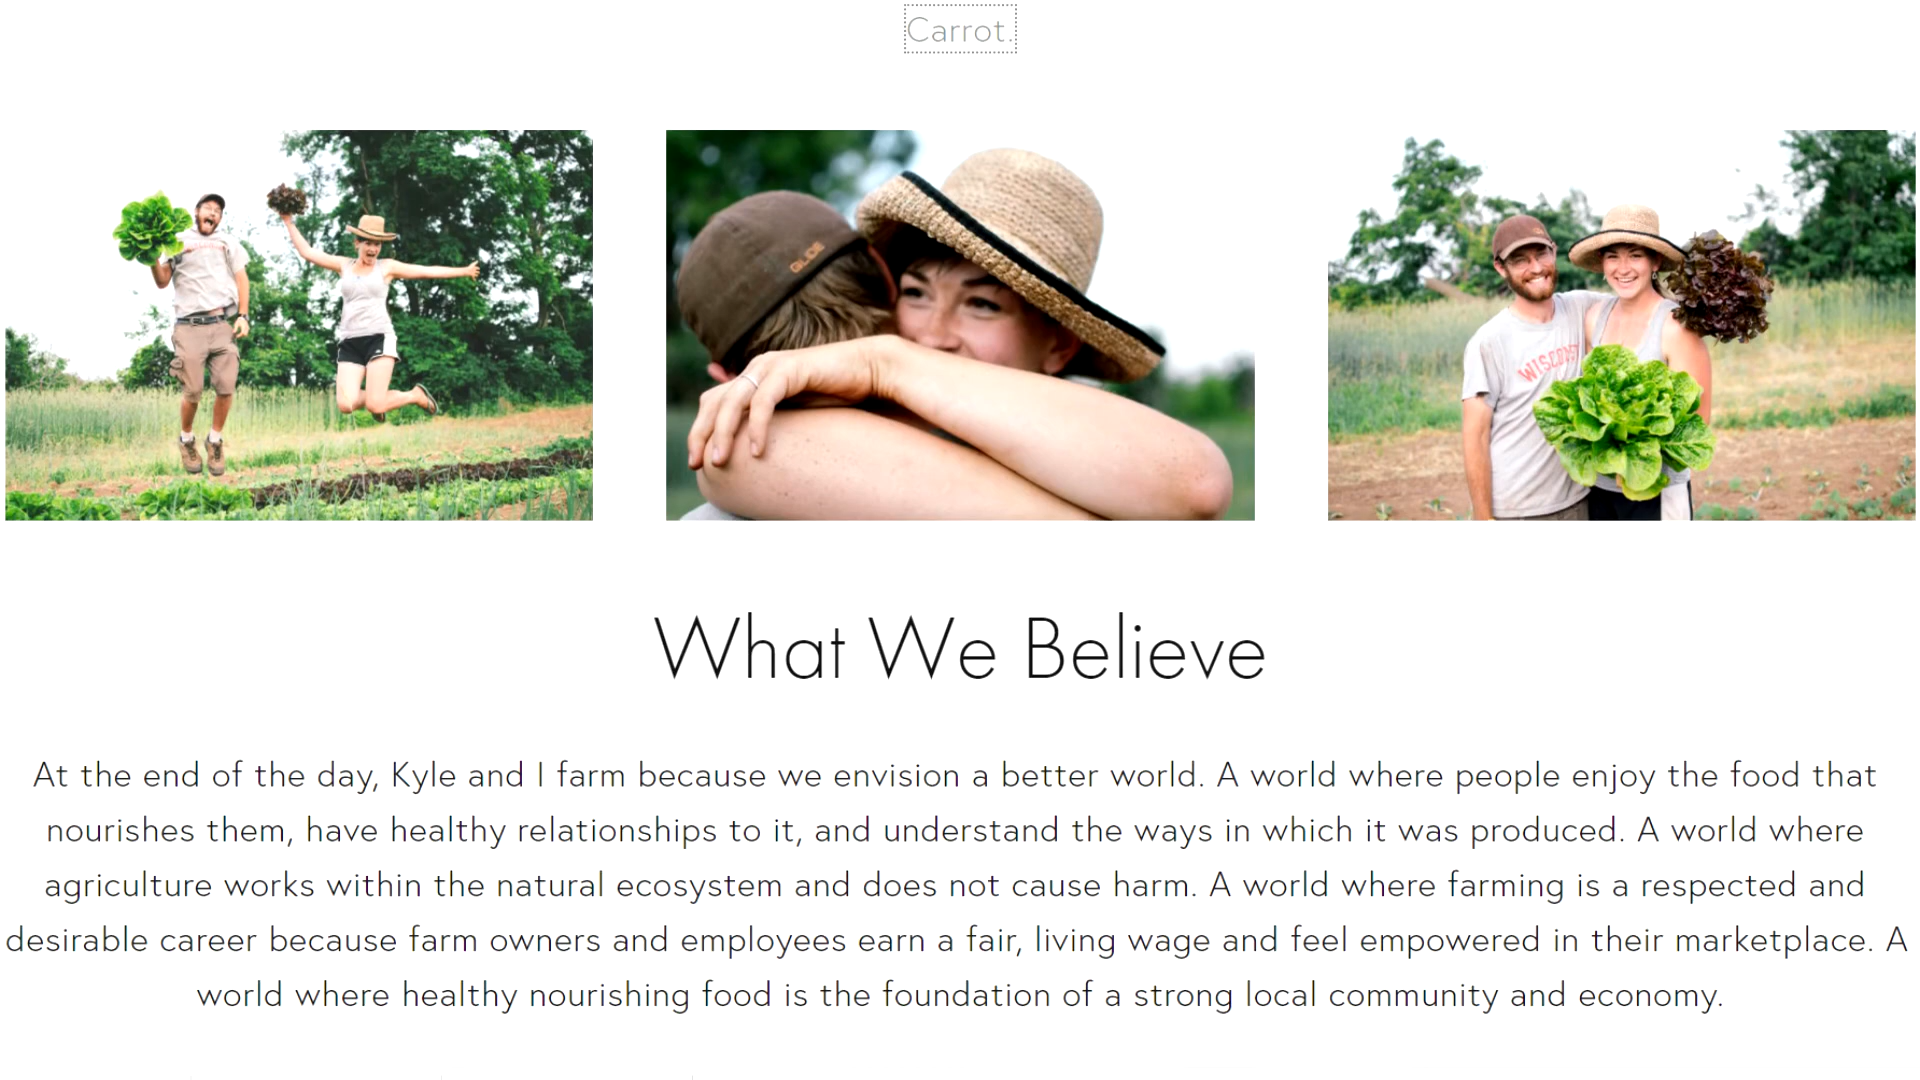 Carrot.
GLIDE
WISCONS
What We Believe
At the end of the day, Kyle and I farm because we envision a better world. A world where people enjoy the food that
nourishes them, have healthy relationships to it, and understand the ways in which it was produced. A world where
agriculture works within the natural ecosystem and does not cause harm. A world where farming is a respected and
desirable career because farm owners and employees earn a fair, living wage and feel empowered in their marketplace. A
world where healthy nourishing food is the foundation of a strong local community and economy.